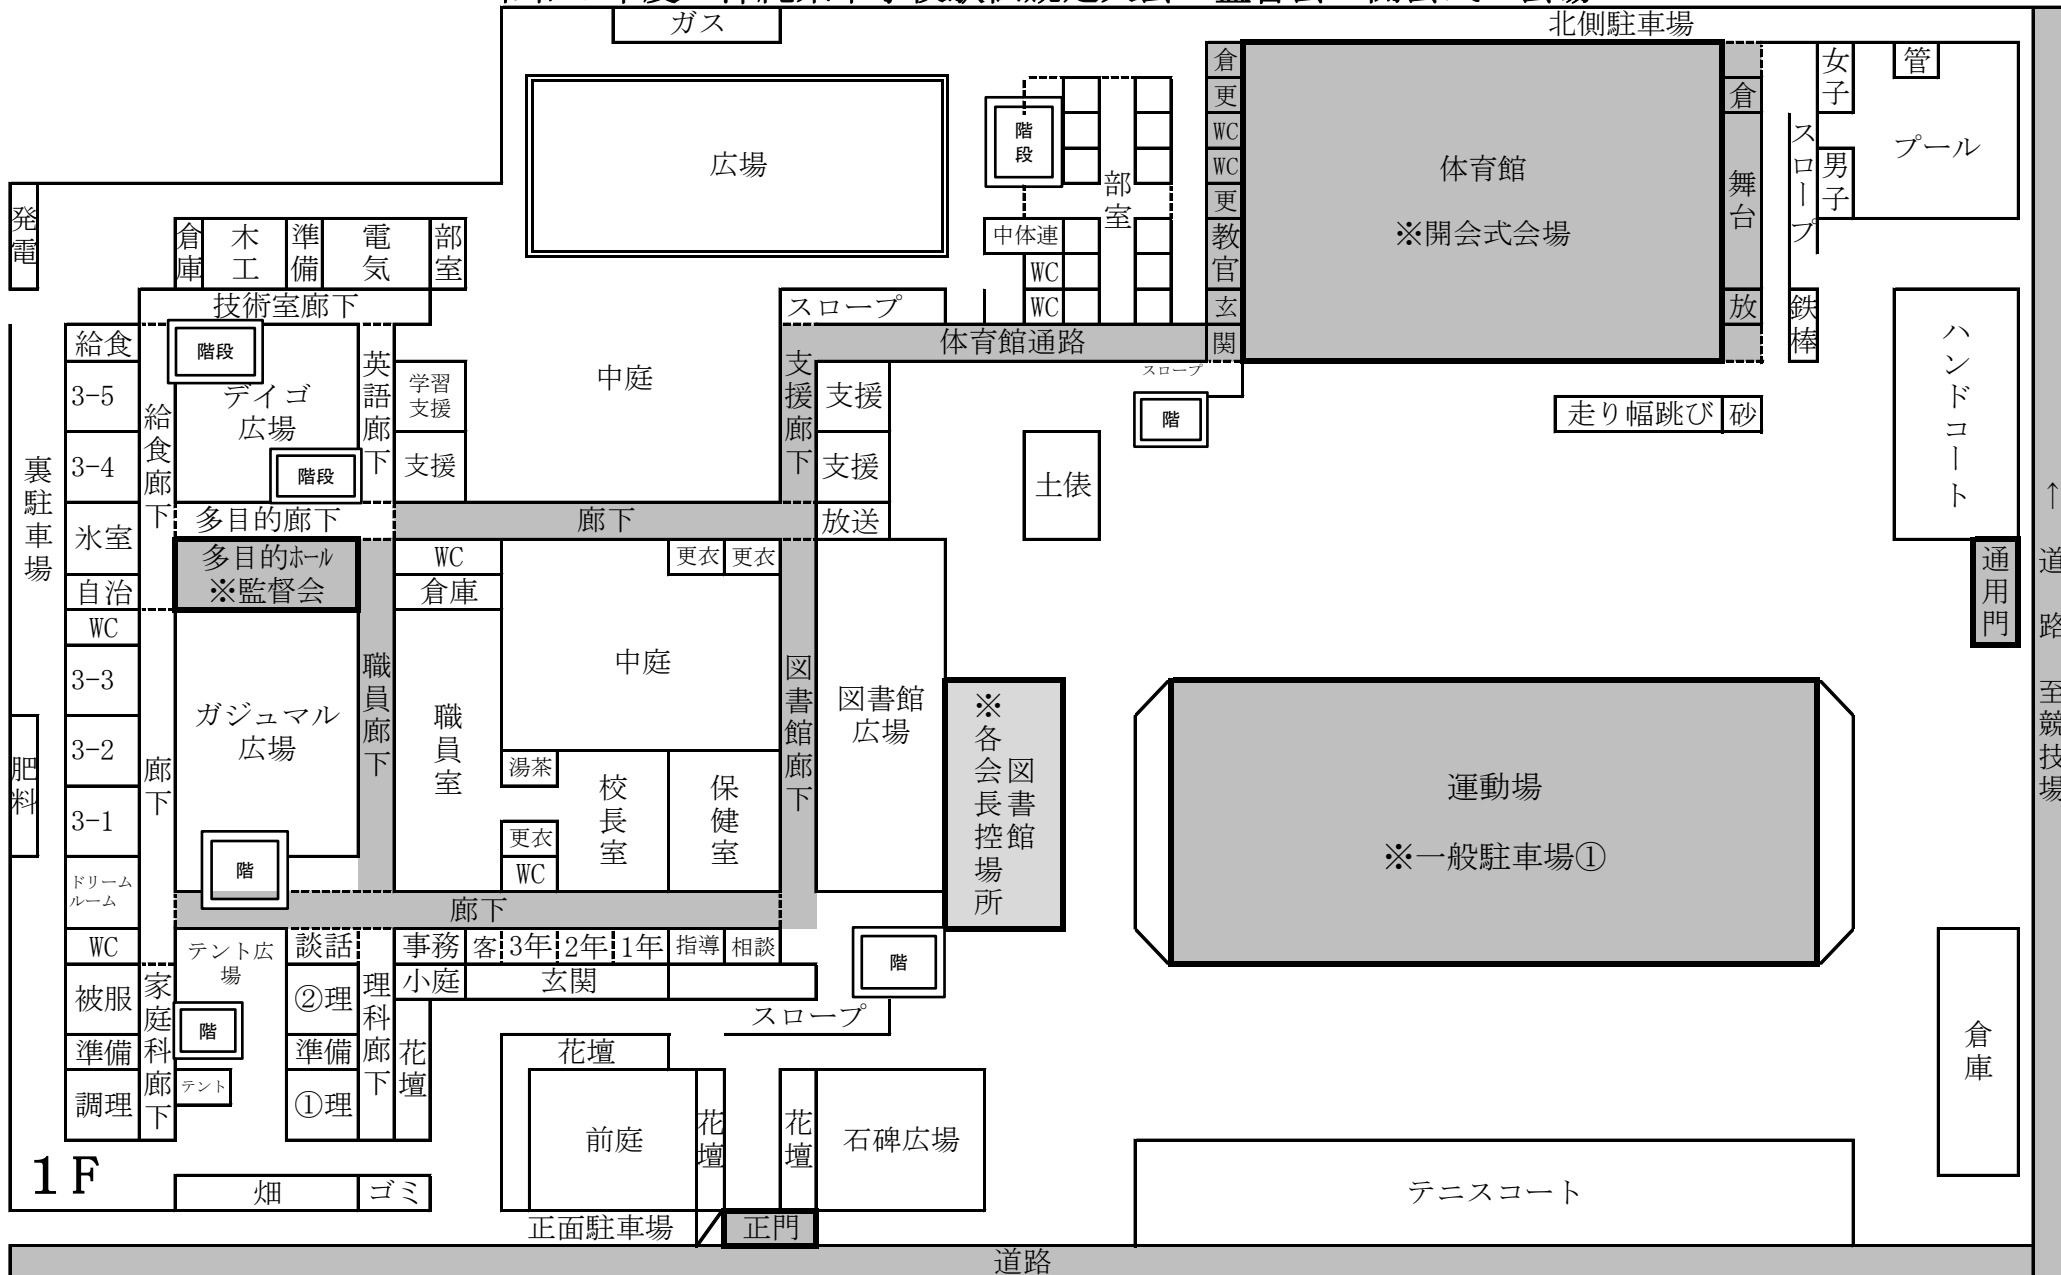 ガス
北側駐車場
倉
更
WC
WC
更
教官
玄関
体育館
※開会式会場
倉
舞台
放
スロープ
女子
男子
管
プール
広場
階段
部室
中体連
WC
WC
発電
倉庫
木工
準備
電気
部室
技術室廊下
スロープ
体育館通路
鉄棒
ハンドコート
給食
階段
3-5
デイゴ
広場
英語廊下
学習
支援
中庭
支援廊下
支援
スロープ
階
走り幅跳び
砂
給食廊下
3-4
階段
支援
支援
土俵
裏駐車場
氷室
多目的廊下
廊下
放送
多目的ホール
※監督会
WC
更衣
更衣
通用門
↑
道路
至競技場
自治
倉庫
WC
3-3
中庭
職員廊下
図書館廊下
図書館
広場
※各会長控場所
図書館
ガジュマル
広場
職員室
3-2
肥料
廊下
湯茶
校長室
保健室
運動場
※一般駐車場①
3-1
更衣
WC
階
ドリーム
ルーム
廊下
WC
テント広
場
談話
事務
客
3年
2年
1年
指導
相談
階
被服
家庭科廊下
②理
理科廊下
小庭
玄関
階
スロープ
準備
準備
花壇
花壇
倉庫
調理
テント
①理
前庭
花壇
花壇
石碑広場
1F
畑
ゴミ
テニスコート
正面駐車場
正門
道路